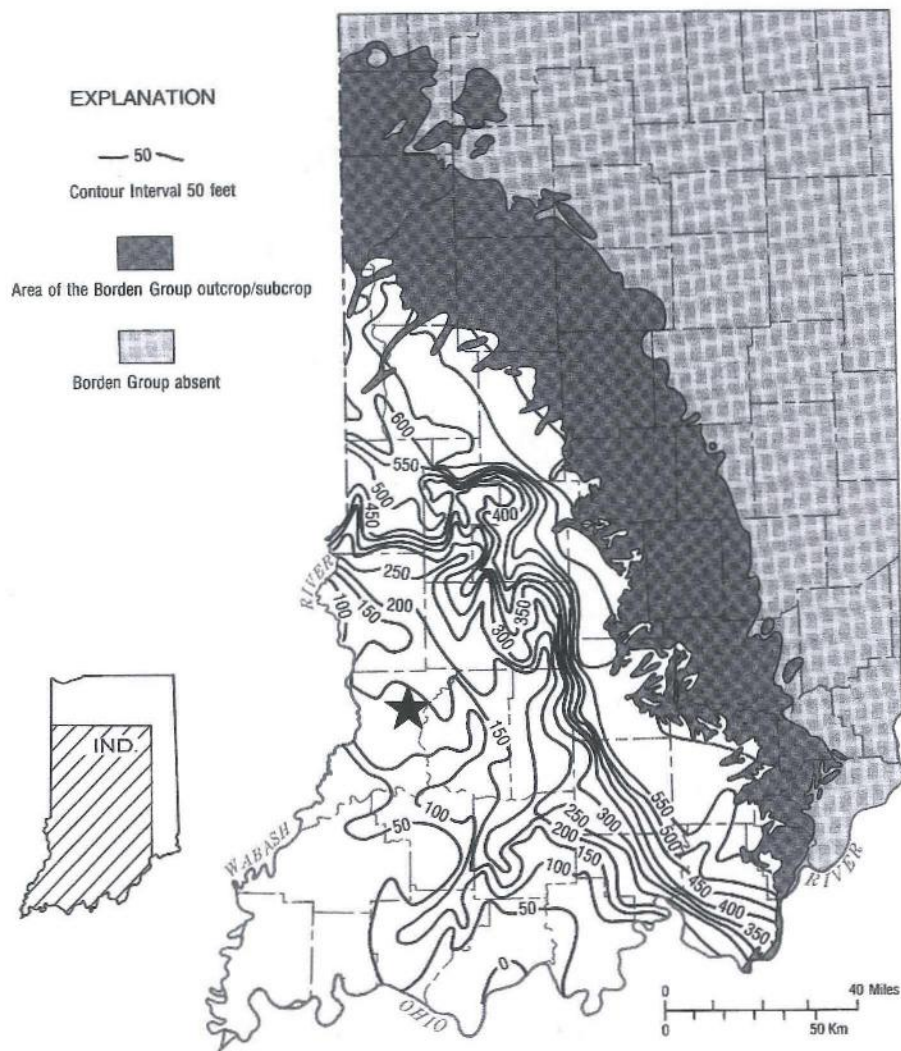 EXPLANATION
50
Contour Interval 50 feet
Area of the Borden Group outcrop/subcrop
Borden Group absent
600
550
500
450
400
250
200
150
100
350
300
RIVER
IND.
150
100
50
WABASH
250
200
150
100
50
300
550
500
450
400
350
RIVER
0
OHIO
0 40 Miles
0 50 Km